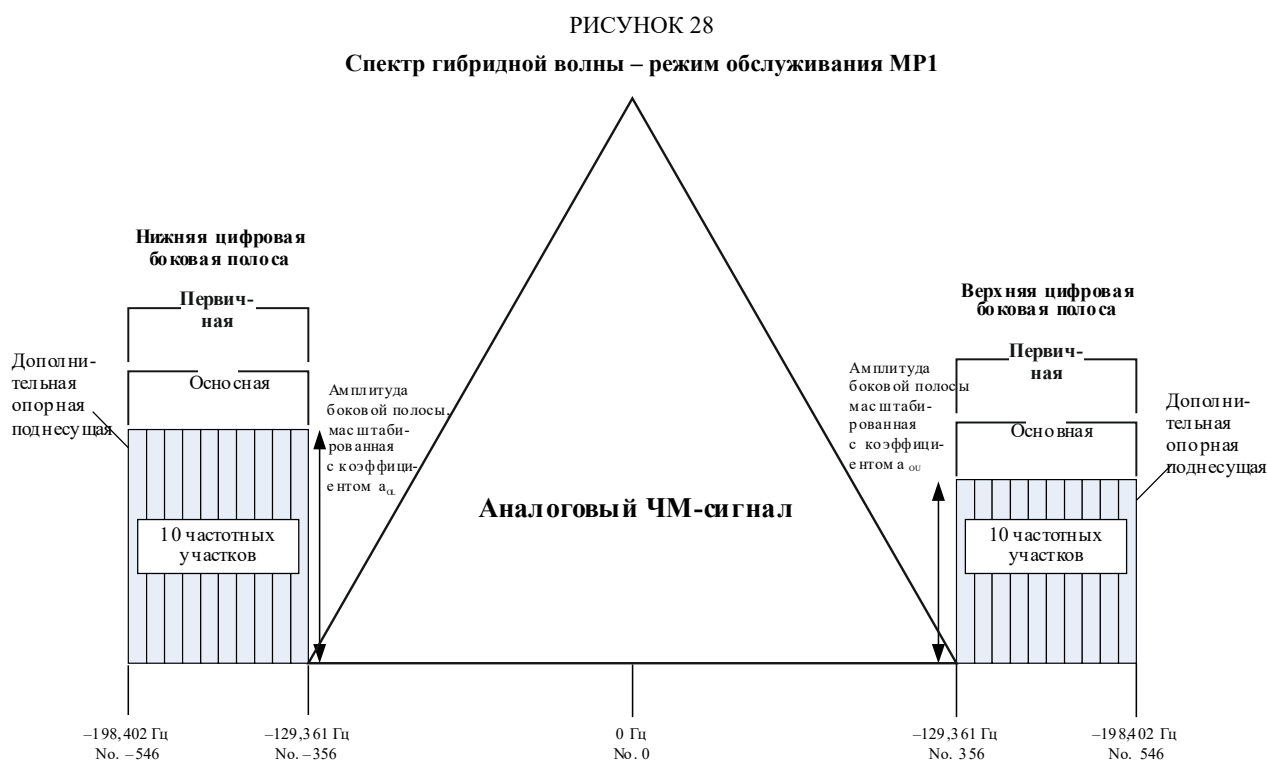 РИСУНОК 28
Спектр гибридной волны – режим обслуживания MP1
Нижняя цифровая
боковая полоса
Первич-
ная
Дополни-
тельная
опорная
поднесущая
Осносная
Амплитуда
боковой полосы,
масштаби-
рованная
с коэффици-
ентом a0L
10 частотных
участков
Аналоговый ЧМ-сигнал
Верхняя цифровая
боковая полоса
Первич-
ная
Амплитуда
боковой полосы
масштаби-
рованная
с коэффици-
ентом a 0U
Основная
Дополни-
тельная
опорная
поднесущая
10 частотных
участков
–198,402 Гц
No. –546
–129,361 Гц
No. –356
0 Гц
No. 0
–129,361 Гц
No. 356
–198,402 Гц
No. 546